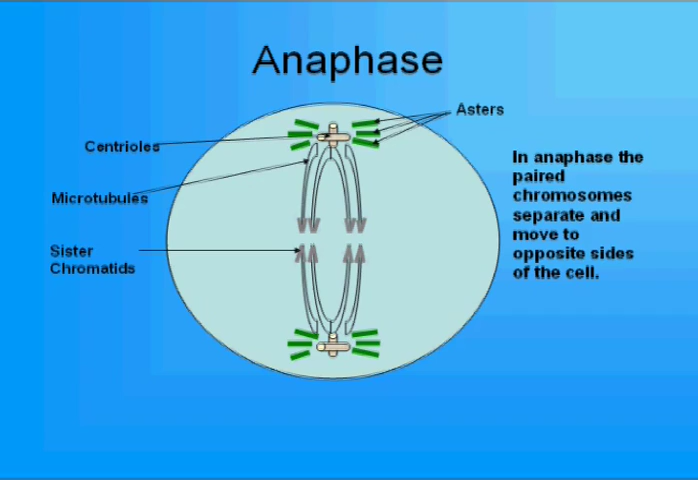 Anaphase
Asters
Centrioles
Microtubules
Sister
Chromatids
In anaphase the
paired
chromosomes
separate and
move to
opposite sides
of the cell.